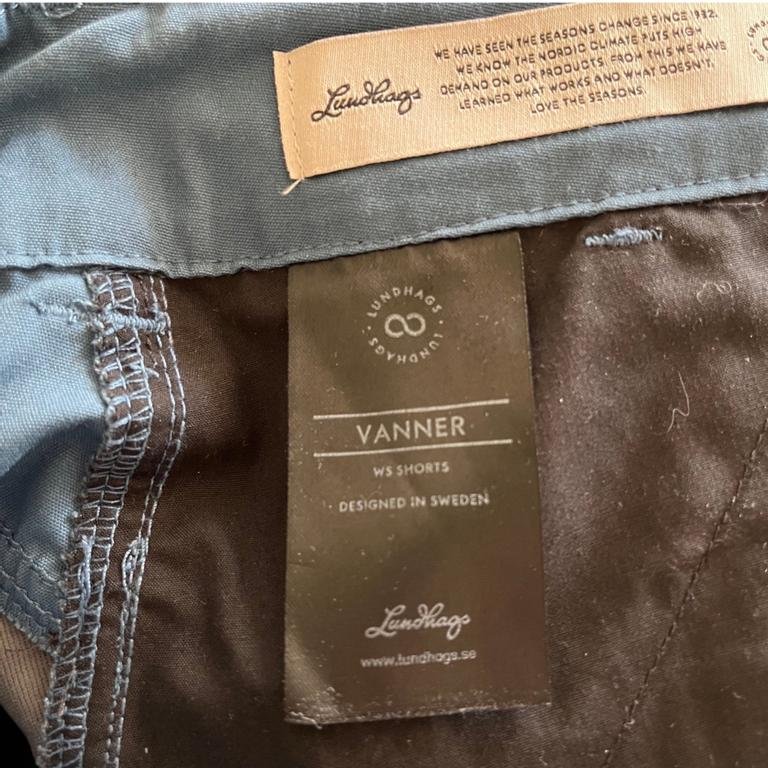 Lundhags
WE HAVE SEEN THE SEASONS CHANGE SINCE 1932.
WE KNOW THE NORDIC CLIMATE PUTS HIGH
DEMAND ON OUR PRODUCTS. FROM THIS WE HAVE
LEARNED WHAT WORKS AND WHAT DOESN'T.
LOVE THE SEASONS.
LUNDHAGS · LUNDHAGS ·
VANNER
WS SHORTS
DESIGNED IN SWEDEN
Lundhags
www.lundhags.se